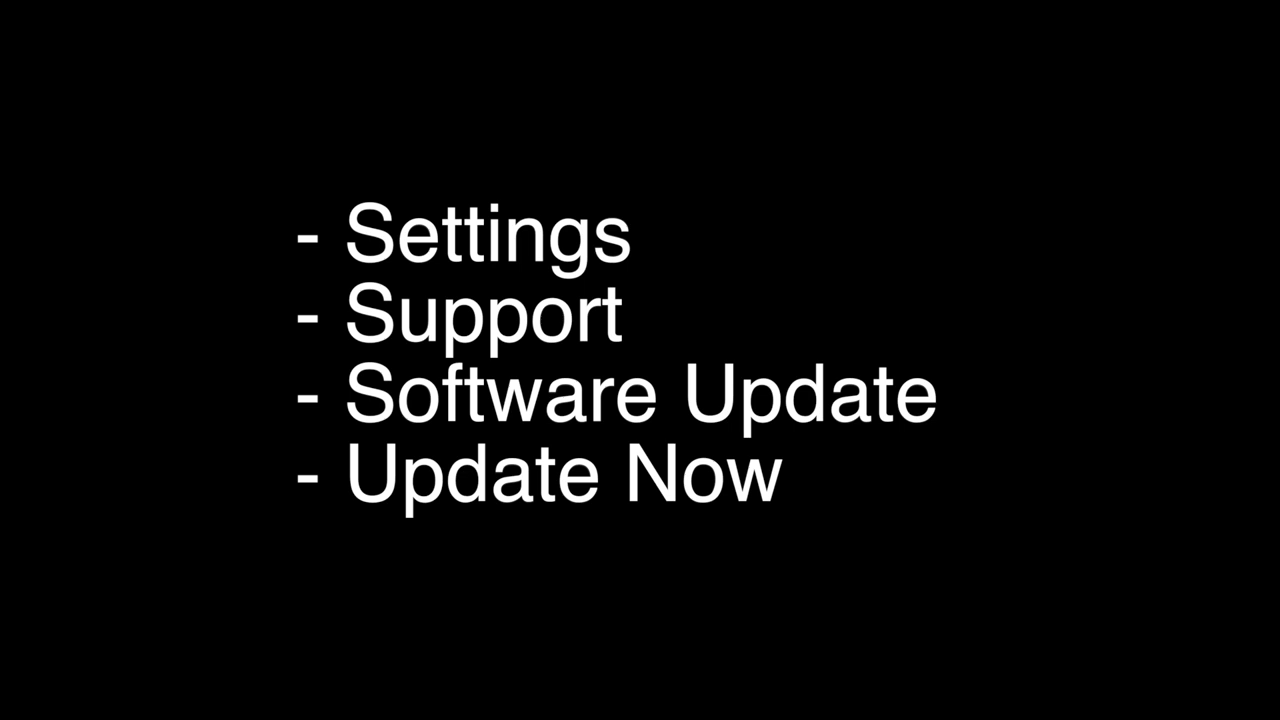 - Settings
- Support
- Software Update
- Update Now